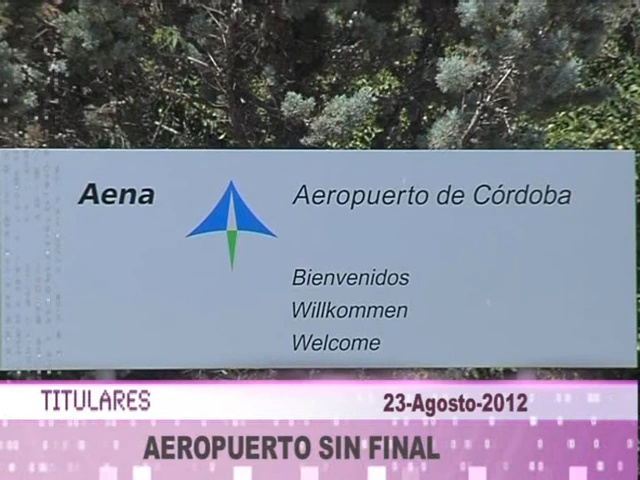 Aena
Aeropuerto de Córdoba
Bienvenidos
Willkommen
Welcome
TITULARES
23-Agosto-2012
AEROPUERTO SIN FINAL